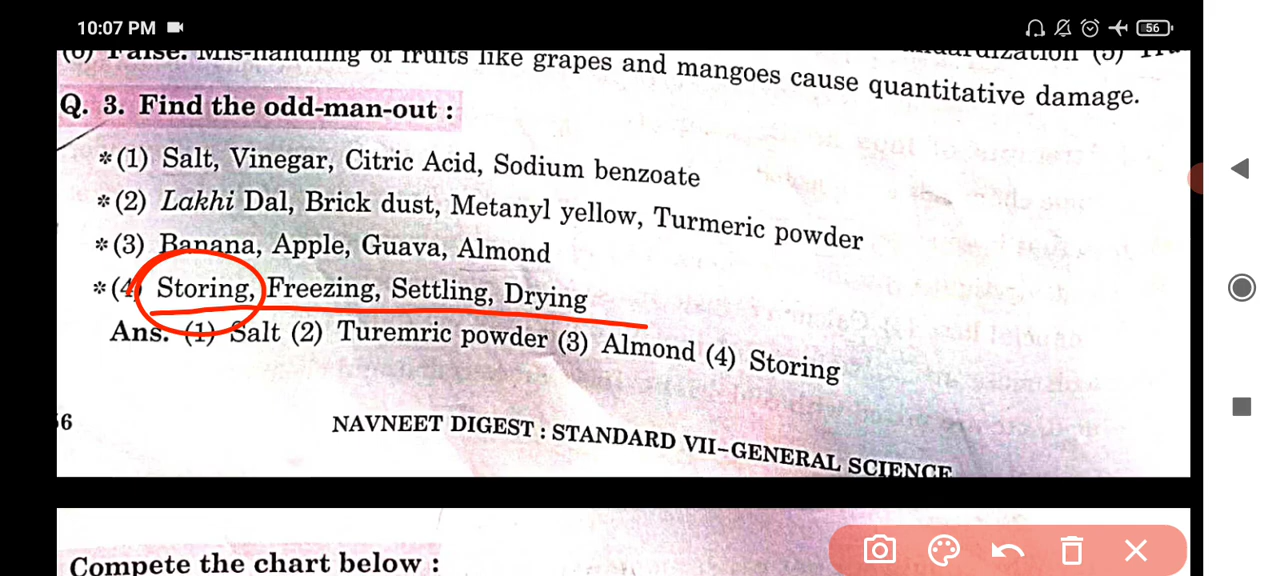 10:07 PM
56
(6) False. Mis-handling of fruits like grapes and mangoes cause quantitative damage.
Q. 3. Find the odd-man-out :
*(1) Salt, Vinegar, Citric Acid, Sodium benzoate
*(2) Lakhi Dal, Brick dust, Metanyl yellow, Turmeric powder
*(3) Banana, Apple, Guava, Almond
*(4) Storing, Freezing, Settling, Drying
Ans. (1) Salt (2) Turemric powder (3) Almond (4) Storing
NAVNEET DIGEST : STANDARD VII–GENERAL SCIENCE
Compete the chart below :